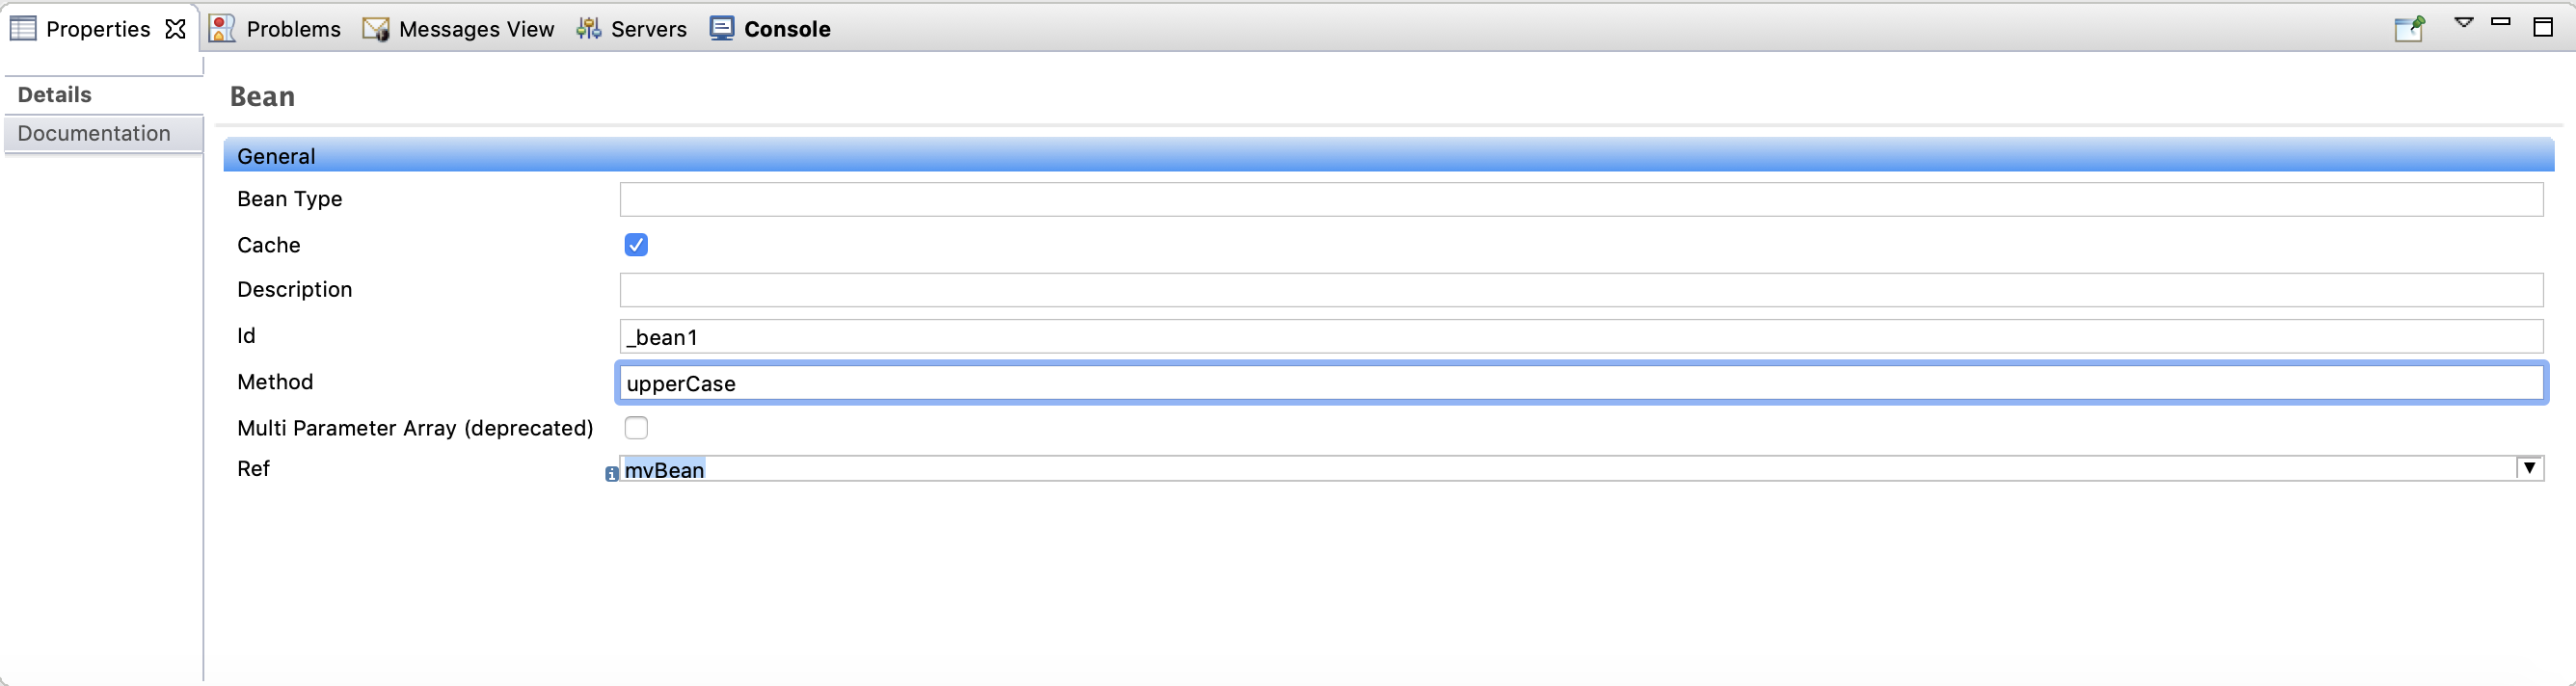 Properties Problems Messages View Servers Console
Details
Documentation
Bean
General
Bean Type
Cache
Description
Id _bean1
Method upperCase
Multi Parameter Array (deprecated)
Ref myBean